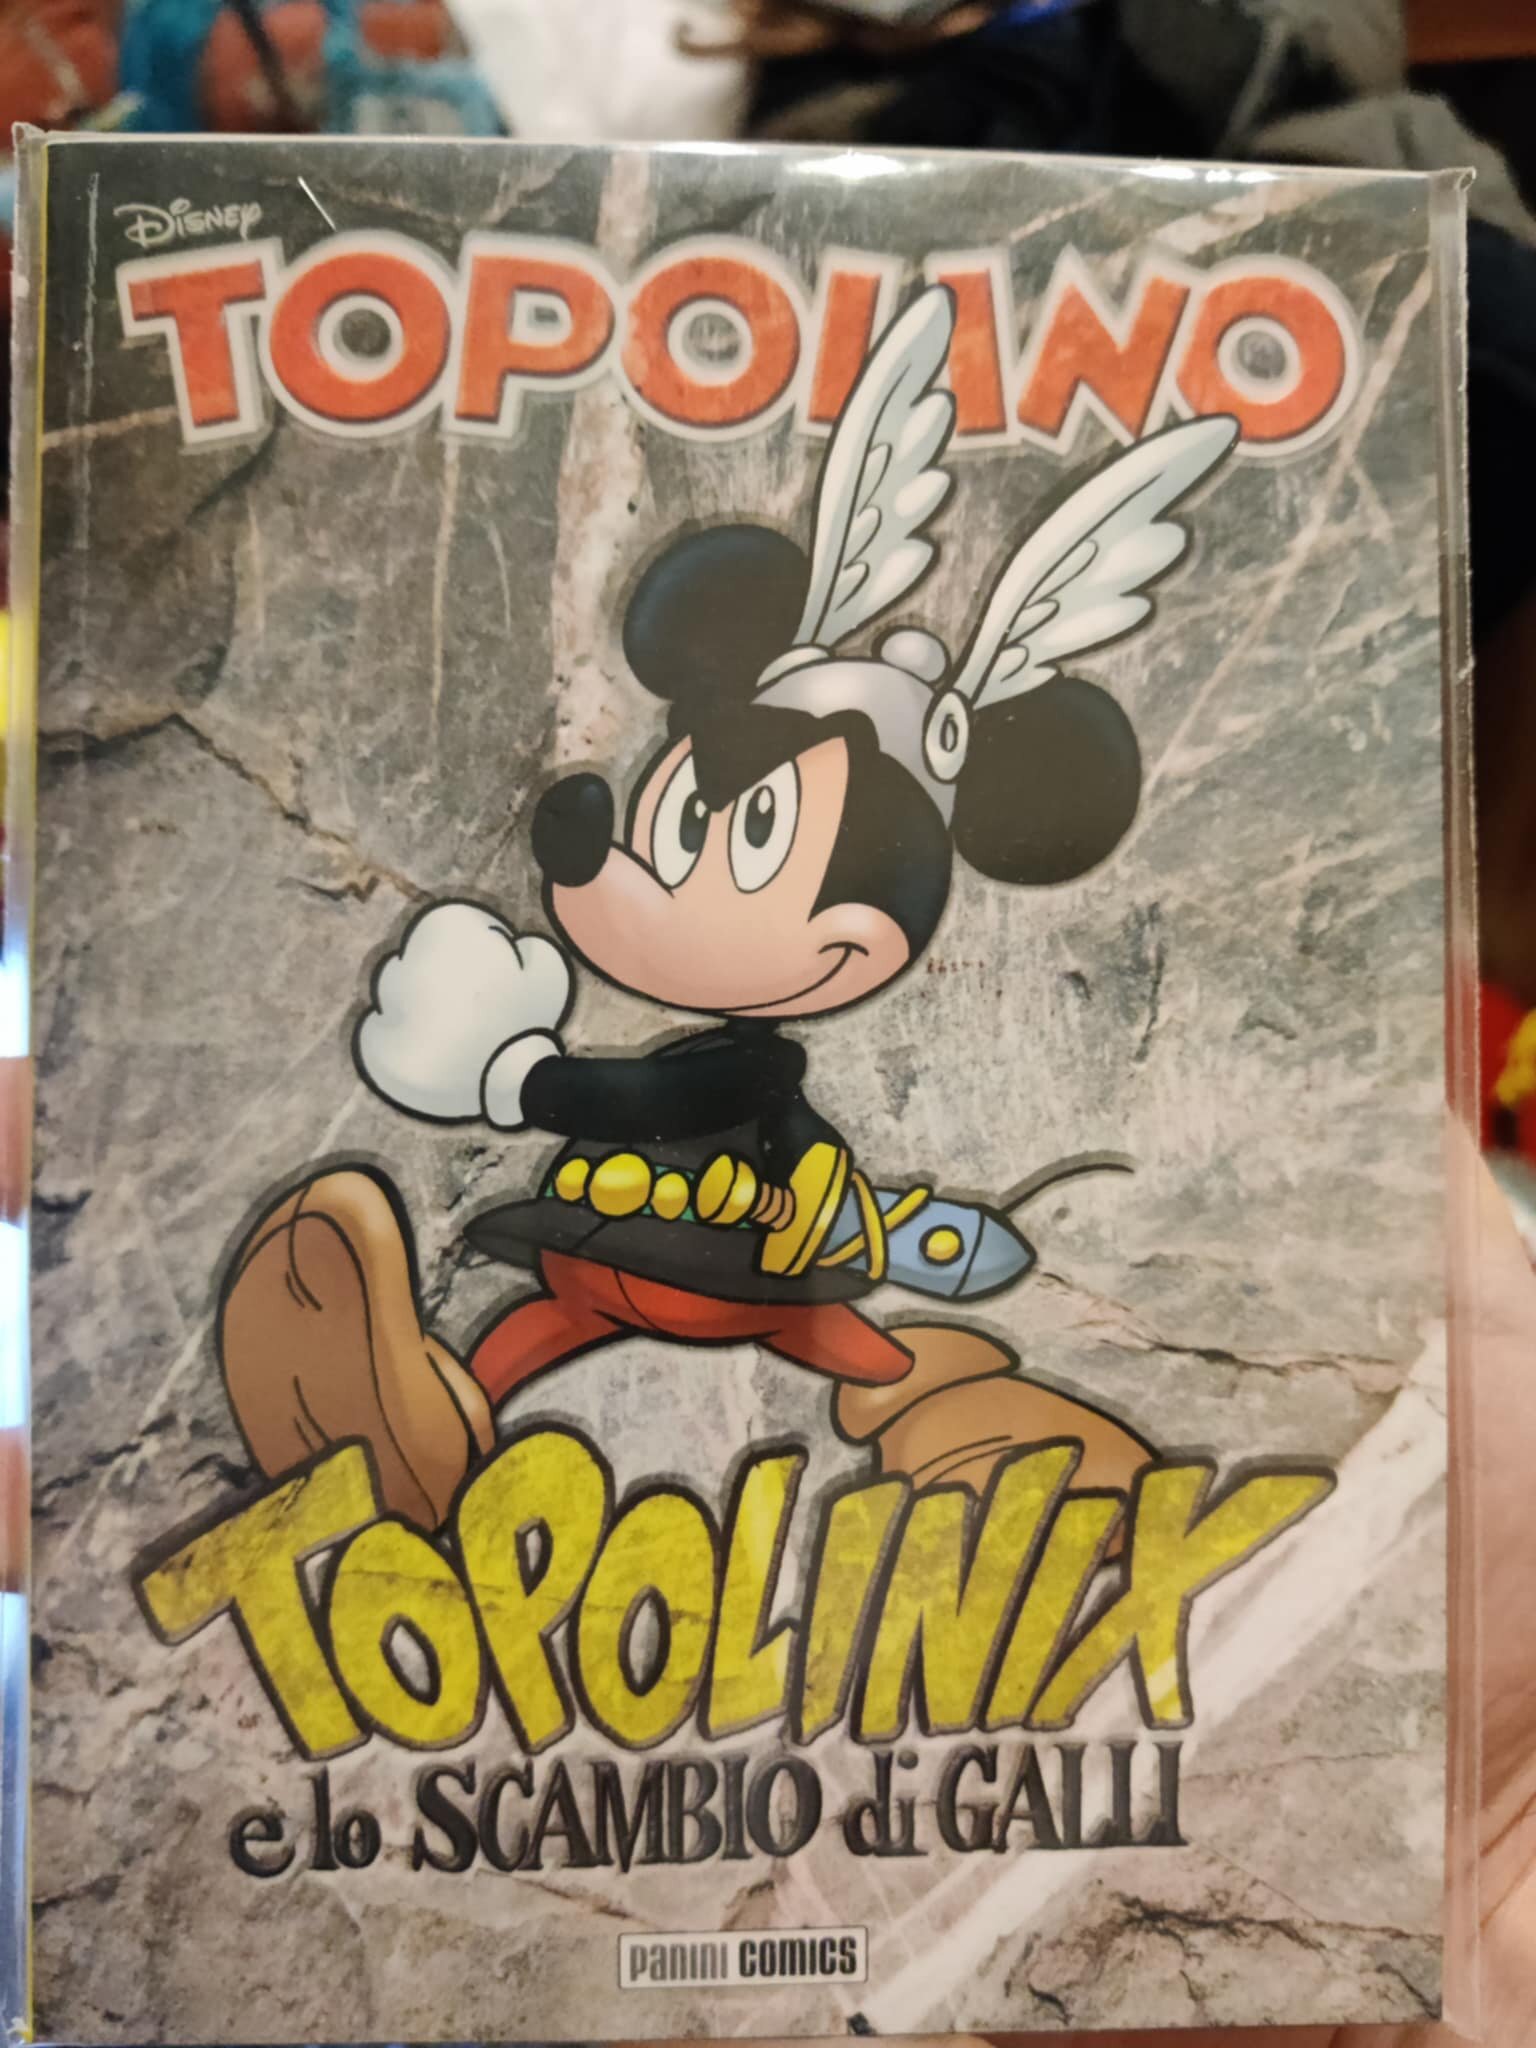 Disney
TOPOLINO
TOPOLINIX
e lo SCAMBIO di GALLI
PANINI COMICS